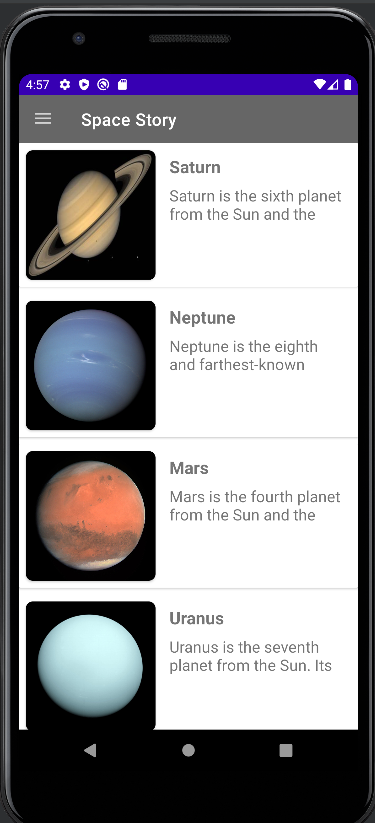 4:57
Space Story
Saturn
Saturn is the sixth planet
from the Sun and the
Neptune
Neptune is the eighth
and farthest-known
Mars
Mars is the fourth planet
from the Sun and the
Uranus
Uranus is the seventh
planet from the Sun. Its